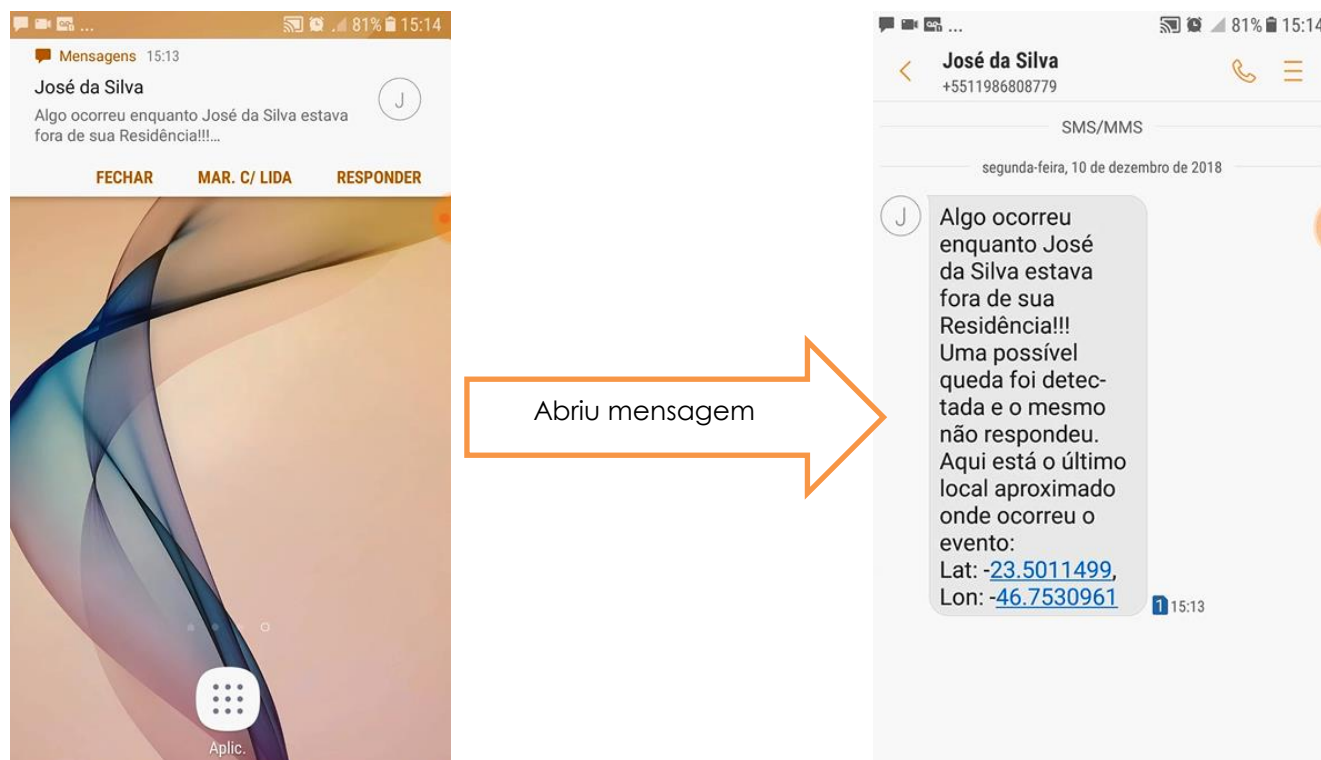 ... 81% 15:14
Mensagens 15:13
José da Silva
J
Algo ocorreu enquanto José da Silva estava
fora de sua Residência!!!...
FECHAR MAR. C/ LIDA RESPONDER
Aplic.
Abriu mensagem
... 81% 15:14
José da Silva
+5511986808779
SMS/MMS
segunda-feira, 10 de dezembro de 2018
J
Algo ocorreu
enquanto José
da Silva estava
fora de sua
Residência!!!
Uma possível
queda foi detec-
tada e o mesmo
não respondeu.
Aqui está o último
local aproximado
onde ocorreu o
evento:
Lat: -23.5011499,
Lon: -46.7530961
1 15:13